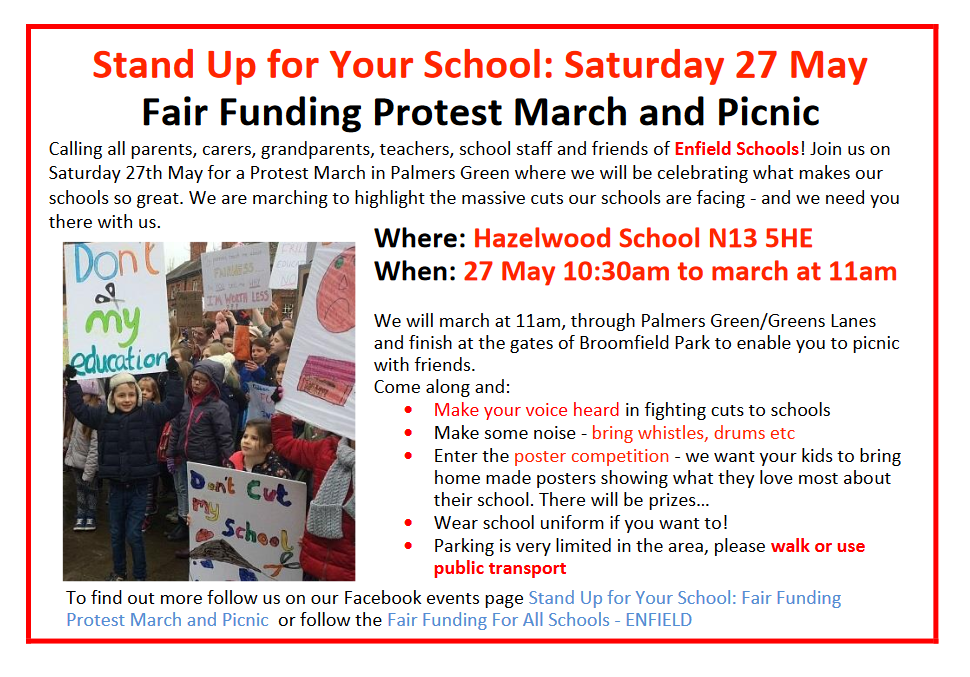 Stand Up for Your School: Saturday 27 May
Fair Funding Protest March and Picnic
Calling all parents, carers, grandparents, teachers, school staff and friends of Enfield Schools! Join us on
Saturday 27th May for a Protest March in Palmers Green where we will be celebrating what makes our
schools so great. We are marching to highlight the massive cuts our schools are facing - and we need you
there with us.
Don't
my
education
FAIRNESS
I'M WORTH LESS
Don't Cut
my
School
Where: Hazelwood School N13 5HE
When: 27 May 10:30am to march at 11am
We will march at 11am, through Palmers Green/Greens Lanes
and finish at the gates of Broomfield Park to enable you to picnic
with friends.
Come along and:
• Make your voice heard in fighting cuts to schools
• Make some noise - bring whistles, drums etc
• Enter the poster competition - we want your kids to bring
home made posters showing what they love most about
their school. There will be prizes…
• Wear school uniform if you want to!
• Parking is very limited in the area, please walk or use
public transport
To find out more follow us on our Facebook events page Stand Up for Your School: Fair Funding
Protest March and Picnic or follow the Fair Funding For All Schools - ENFIELD